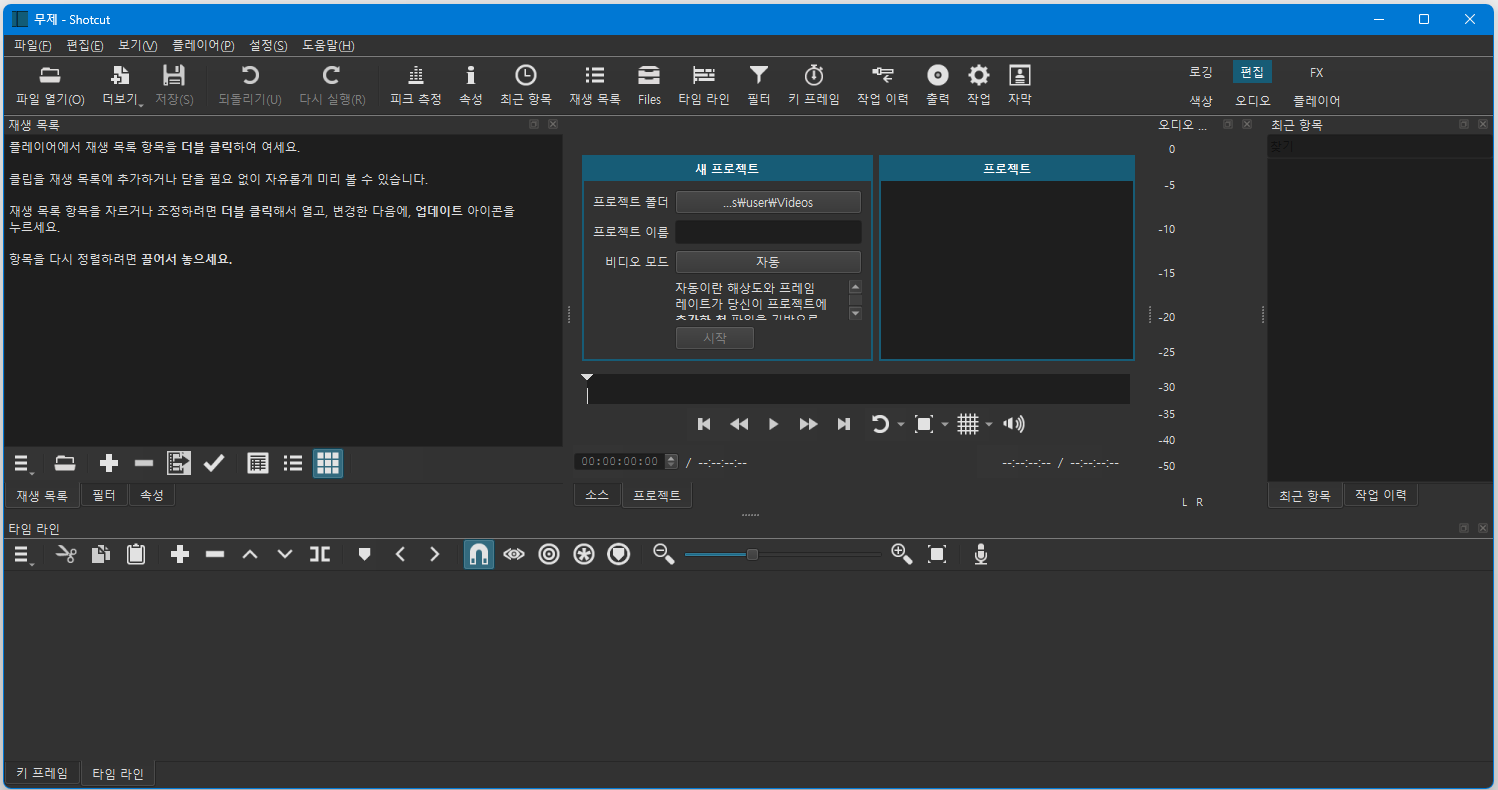 무제 - Shotcut
파일(F) 편집(E) 보기(V) 플레이어(P) 설정(S) 도움말(H)
파일 열기(O) 더보기 저장(S) 되돌리기(U) 다시 실행(R) 피크 측정 속성 최근 항목 재생 목록 Files 타임 라인 필터 키 프레임 작업 이력 출력 작업 자막
로깅 편집 FX
색상 오디오 플레이어
재생 목록
플레이어에서 재생 목록 항목을 더블 클릭하여 여세요.
클립을 재생 목록에 추가하거나 닫을 필요 없이 자유롭게 미리 볼 수 있습니다.
재생 목록 항목을 자르거나 조정하려면 더블 클릭해서 열고, 변경한 다음에, 업데이트 아이콘을
누르세요.
항목을 다시 정렬하려면 끌어서 놓으세요.
재생 목록 필터 속성
새 프로젝트
프로젝트 폴더 ...s₩user₩Videos
프로젝트 이름
비디오 모드 자동
자동이란 해상도와 프레임
레이트가 당신이 프로젝트에
추가한 첫 파일을 기반으로
시작
프로젝트
00:00:00:00 / --:--:--:--
--:--:--:-- / --:--:--:--
소스 프로젝트
오디오 ...
0
-5
-10
-15
-20
-25
-30
-35
-40
-50
L R
최근 항목
찾기
최근 항목 작업 이력
타임 라인
키 프레임 타임 라인